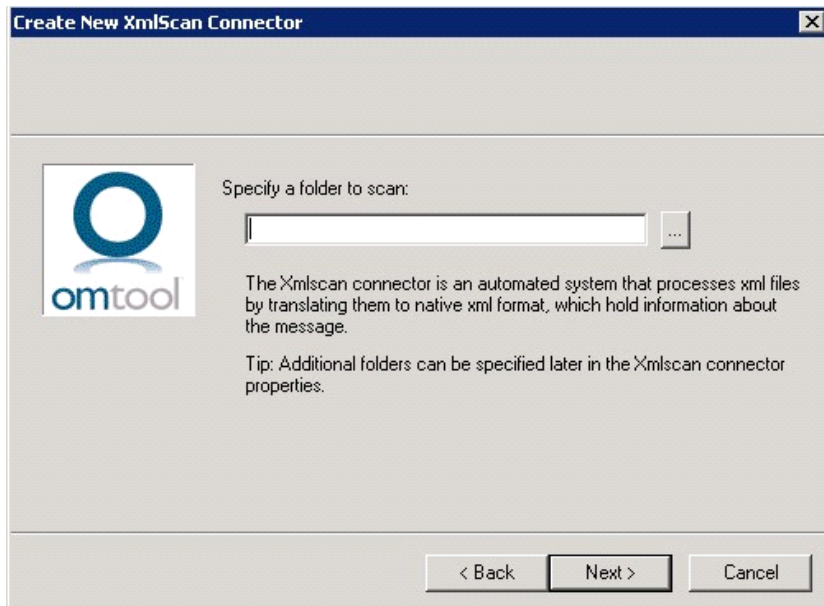 Create New XmlScan Connector
omtool
Specify a folder to scan:
...
The Xmlscan connector is an automated system that processes xml files
by translating them to native xml format, which hold information about
the message.
Tip: Additional folders can be specified later in the Xmlscan connector
properties.
< Back
Next >
Cancel